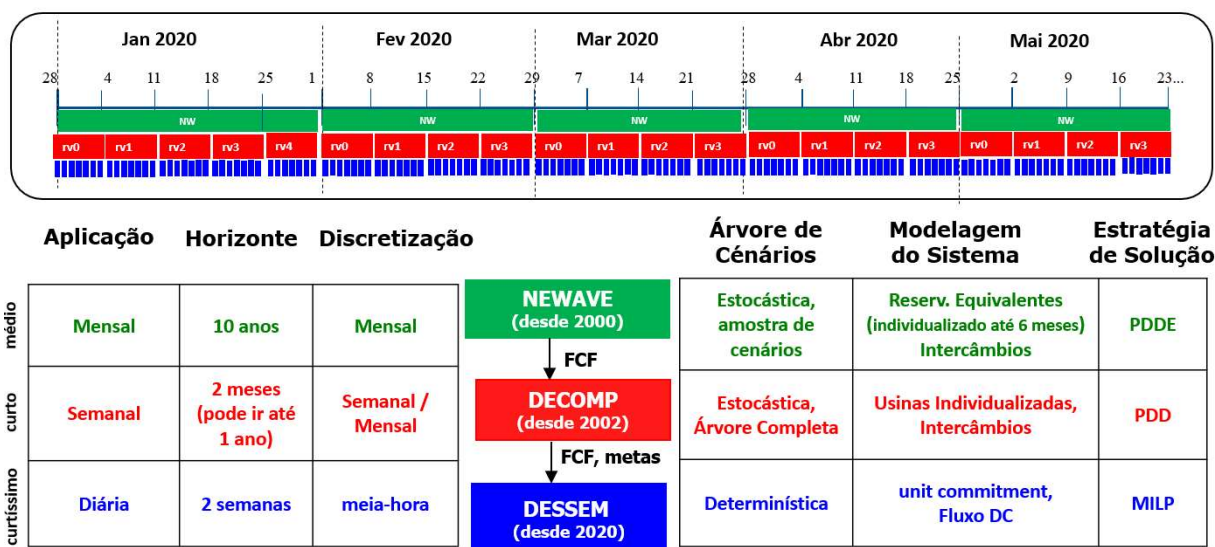 Jan 2020 Fev 2020 Mar 2020 Abr 2020 Mai 2020
28 4 11 18 25 1 8 15 22 29 7 14 21 28 4 11 18 25 2 9 16 23...
NW NW NW NW NW
rv0 rv1 rv2 rv3 rv4 rv0 rv1 rv2 rv3 rv0 rv1 rv2 rv3 rv0 rv1 rv2 rv3 rv0 rv1 rv2 rv3
Aplicação Horizonte Discretização
Árvore de
Cénários
Modelagem
do Sistema
Estratégia
de Solução
médio
Mensal
10 anos
Mensal
NEWAVE
(desde 2000)
Estocástica,
amostra de
cenários
Reserv. Equivalentes
(individualizado até 6 meses)
Intercâmbios
PDDE
FCF
curto
Semanal
2 meses
(pode ir até
1 ano)
Semanal /
Mensal
DECOMP
(desde 2002)
Estocástica,
Árvore Completa
Usinas Individualizadas,
Intercâmbios
PDD
FCF, metas
curtíssimo
Diária
2 semanas
meia-hora
DESSEM
(desde 2020)
Determinística
unit commitment,
Fluxo DC
MILP